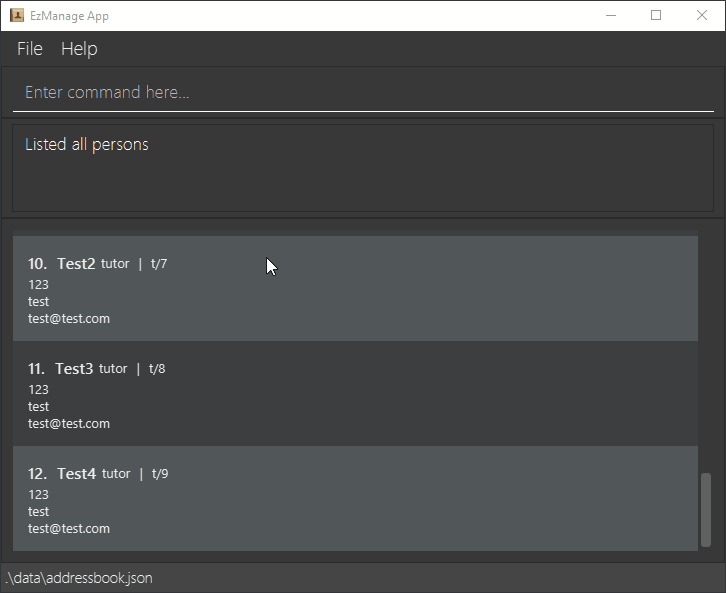 EzManage App
File Help
Enter command here...
Listed all persons
10. Test2 tutor | t/7
123
test
test@test.com
11. Test3 tutor | t/8
123
test
test@test.com
12. Test4 tutor | t/9
123
test
test@test.com
.\data\addressbook.json